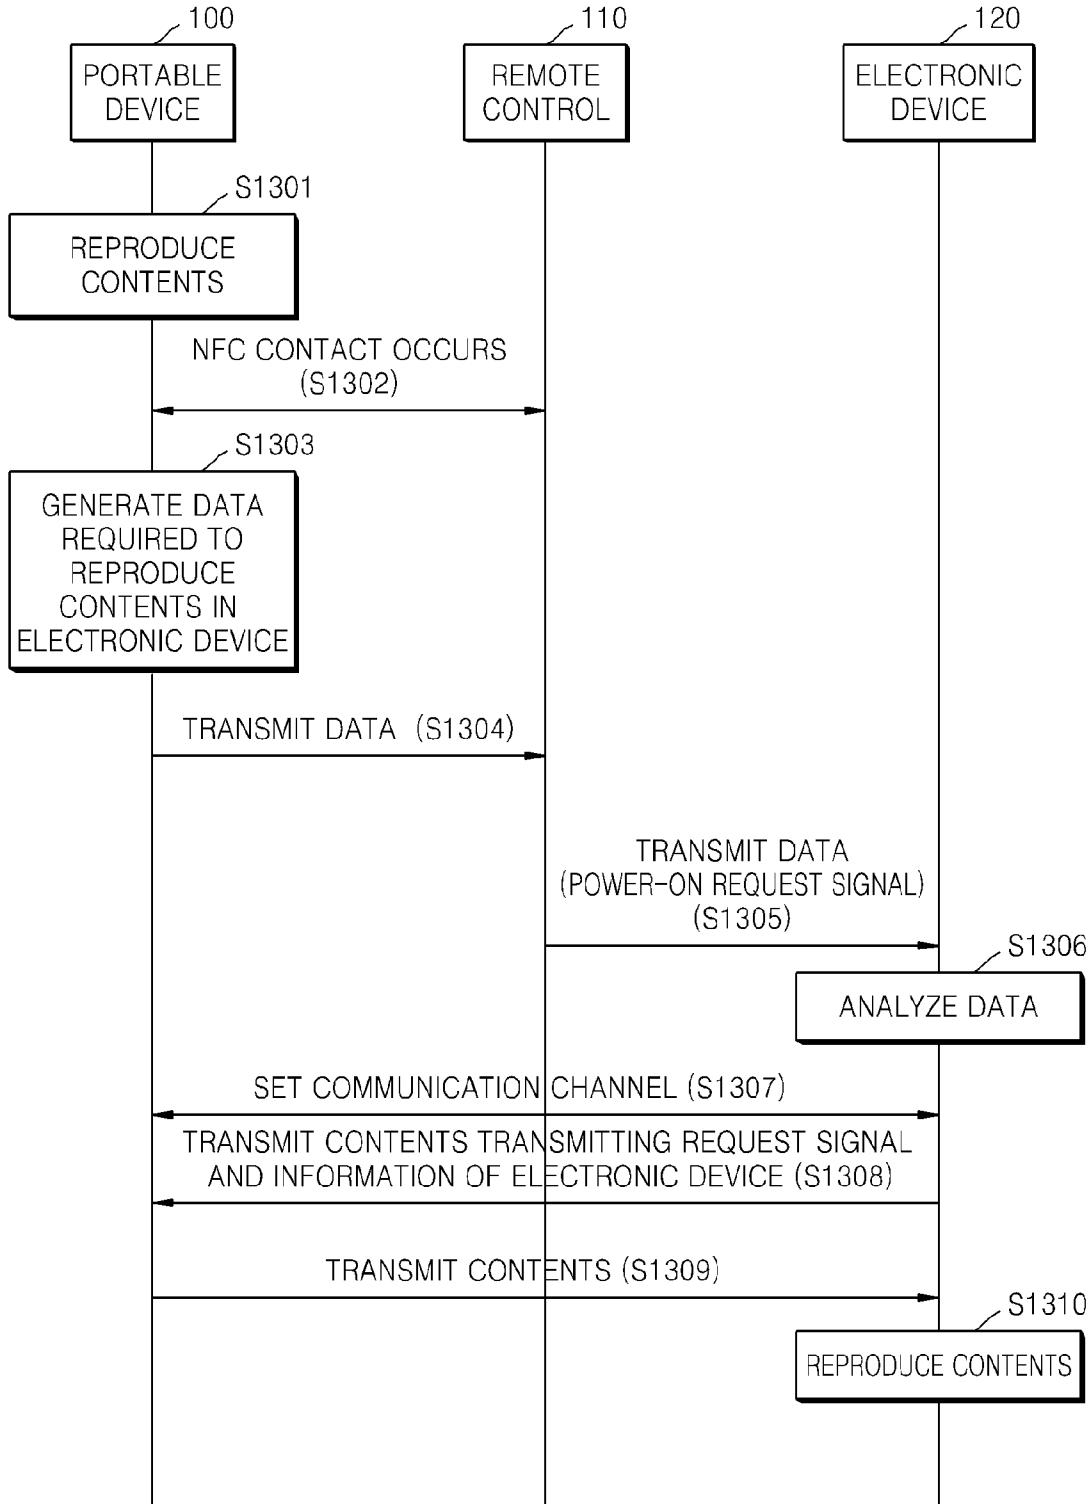 100
110
120
PORTABLE
DEVICE
REMOTE
CONTROL
ELECTRONIC
DEVICE
S1301
REPRODUCE
CONTENTS
NFC CONTACT OCCURS
(S1302)
S1303
GENERATE DATA
REQUIRED TO
REPRODUCE
CONTENTS IN
ELECTRONIC DEVICE
TRANSMIT DATA (S1304)
TRANSMIT DATA
(POWER-ON REQUEST SIGNAL)
(S1305)
S1306
ANALYZE DATA
SET COMMUNICATION CHANNEL (S1307)
TRANSMIT CONTENTS TRANSMITTING REQUEST SIGNAL
AND INFORMATION OF ELECTRONIC DEVICE (S1308)
TRANSMIT CONTENTS (S1309)
S1310
REPRODUCE CONTENTS